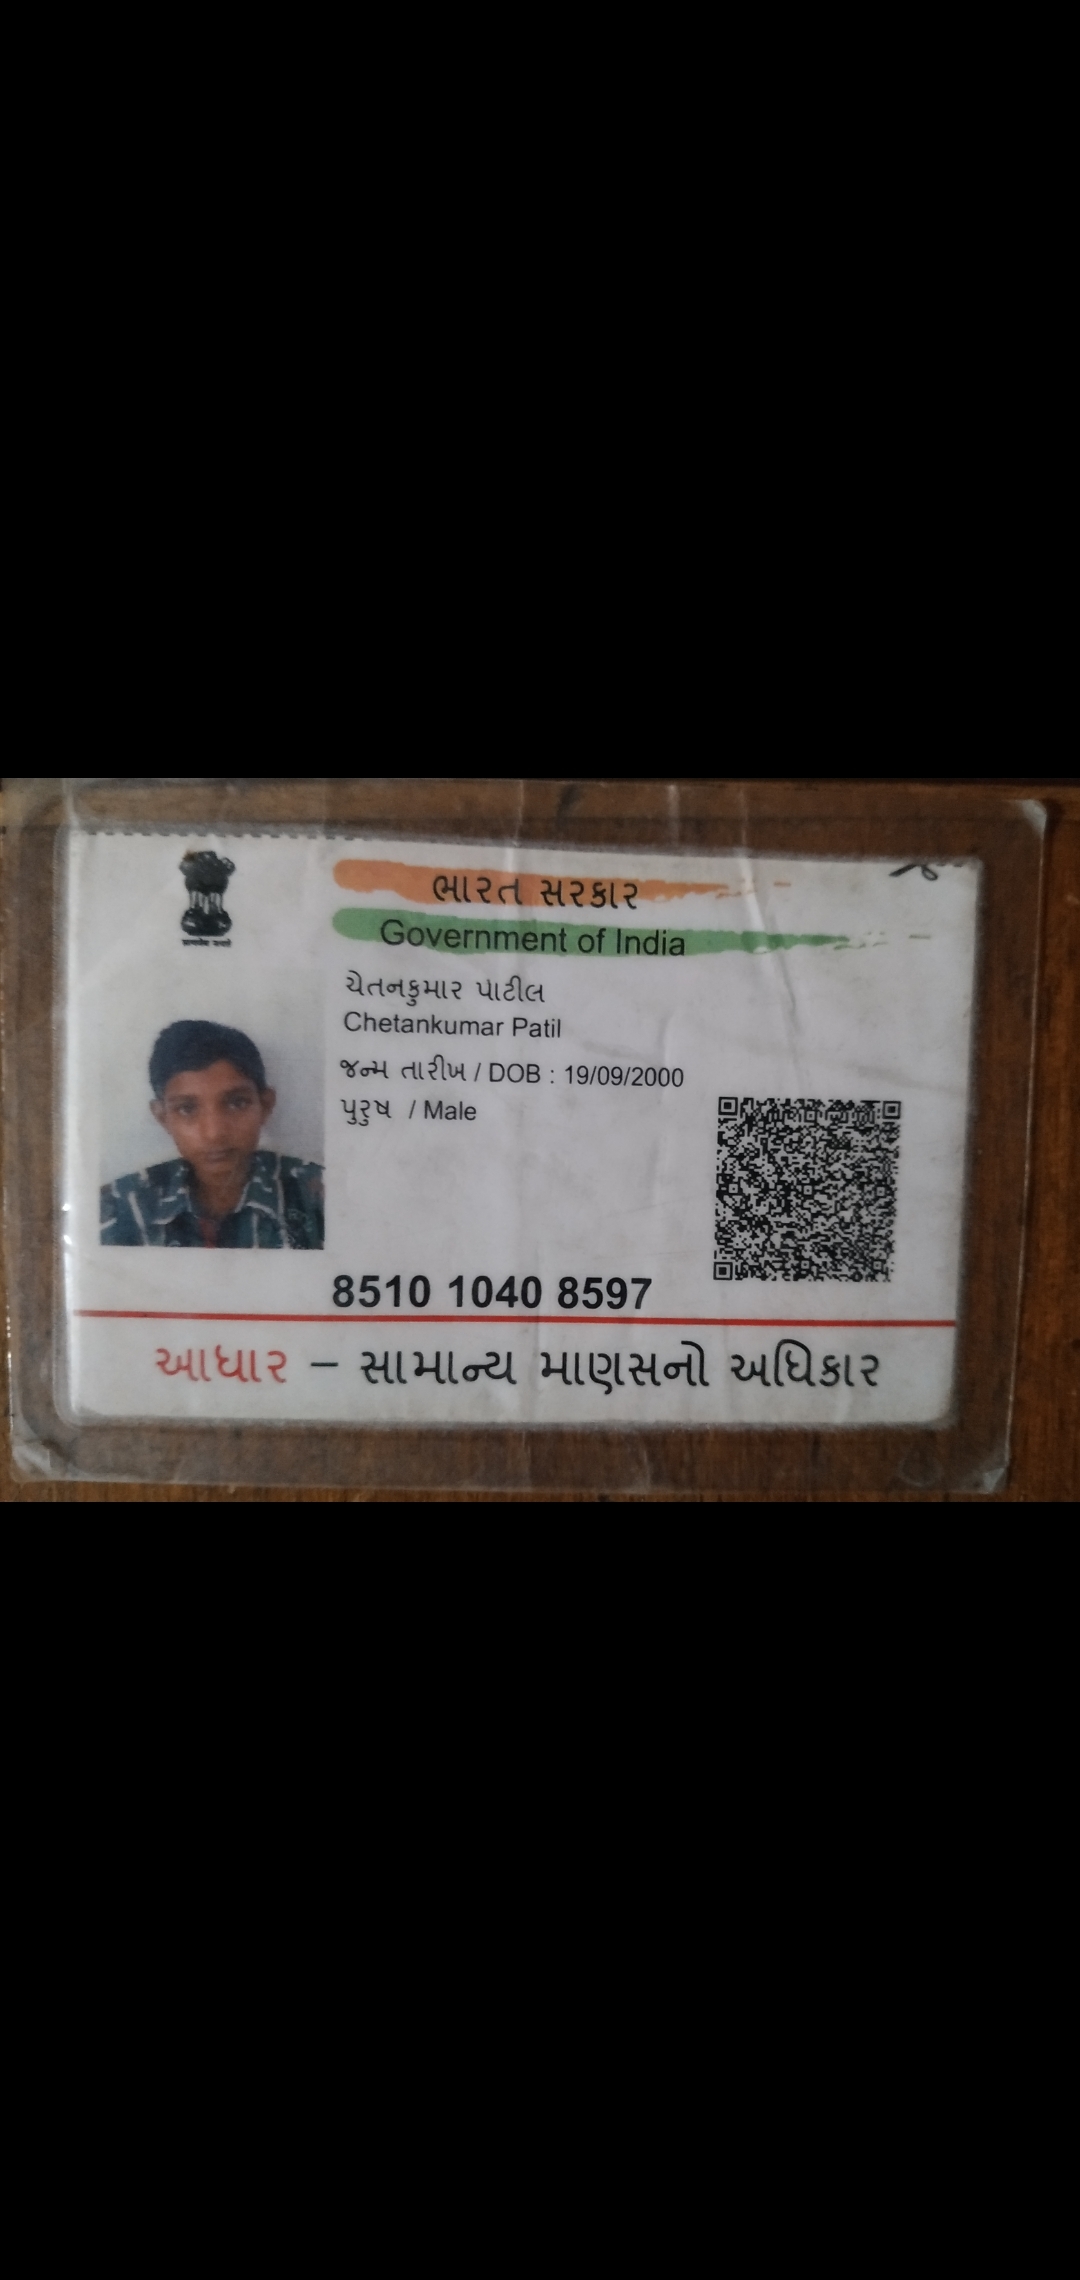 ભારત સરકાર
Government of India
ચેતનકુમાર પાટીલ
Chetankumar Patil
જન્મ તારીખ / DOB : 19/09/2000
પુરુષ / Male
8510 1040 8597
આધાર – સામાન્ય માણસનો અધિકાર